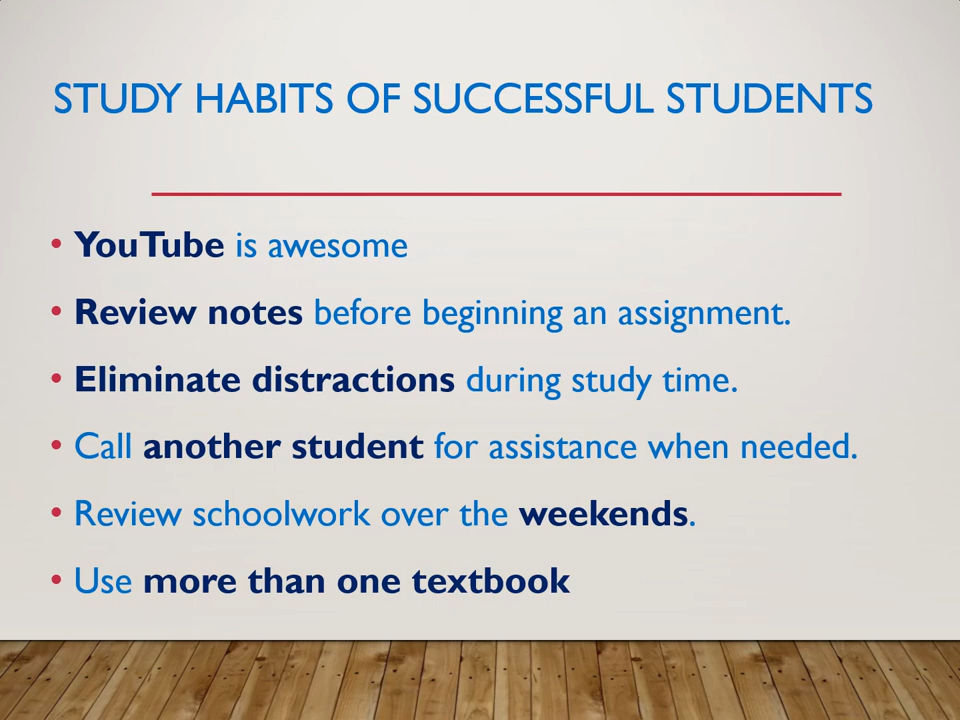 STUDY HABITS OF SUCCESSFUL STUDENTS
• YouTube is awesome
• Review notes before beginning an assignment.
• Eliminate distractions during study time.
• Call another student for assistance when needed.
• Review schoolwork over the weekends.
• Use more than one textbook